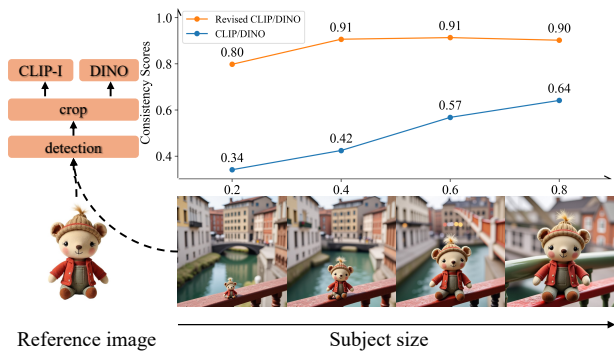 CLIP-I
DINO
crop
detection
Reference image
Consistency Scores
1.0
0.8
0.6
0.4
Revised CLIP/DINO
CLIP/DINO
0.80
0.91
0.91
0.90
0.34
0.42
0.57
0.64
0.2
0.4
0.6
0.8
Subject size